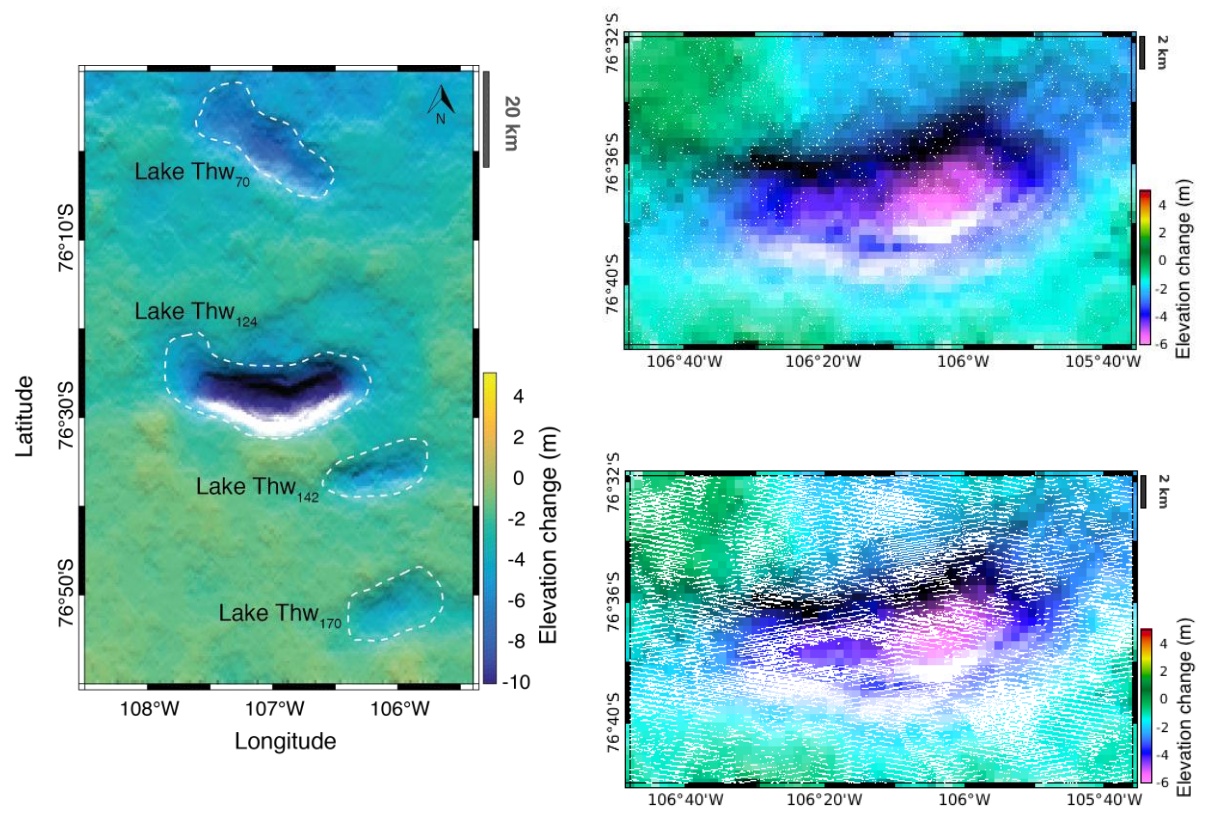 Latitude
76°10'S
76°30'S
76°50'S
Lake Thw70
Lake Thw124
Lake Thw142
Lake Thw170
N
20 km
4
2
0
-2
-4
-6
-8
-10
Elevation change (m)
108°W 107°W 106°W
Longitude
76°32'S
76°36'S
76°40'S
2 km
4
2
0
-2
-4
-6
Elevation change (m)
106°40'W 106°20'W 106°W 105°40'W
76°32'S
76°36'S
76°40'S
2 km
4
2
0
-2
-4
-6
Elevation change (m)
106°40'W 106°20'W 106°W 105°40'W